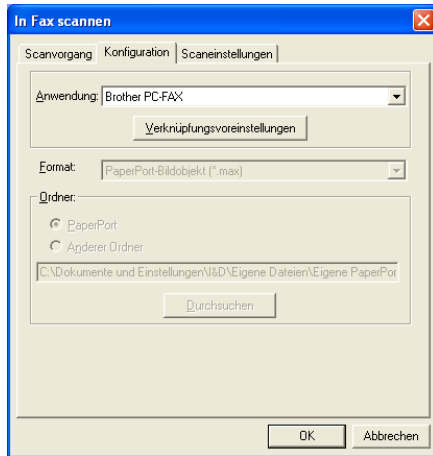 In Fax scannen
Scanvorgang Konfiguration Scaneinstellungen
Anwendung: Brother PC-FAX
Verknüpfungsvoreinstellungen
Format: PaperPort-Bildobjekt (*.max)
Ordner:
PaperPort
Anderer Ordner
C:\Dokumente und Einstellungen\I&D\Eigene Dateien\Eigene PaperPor
Durchsuchen
OK Abbrechen